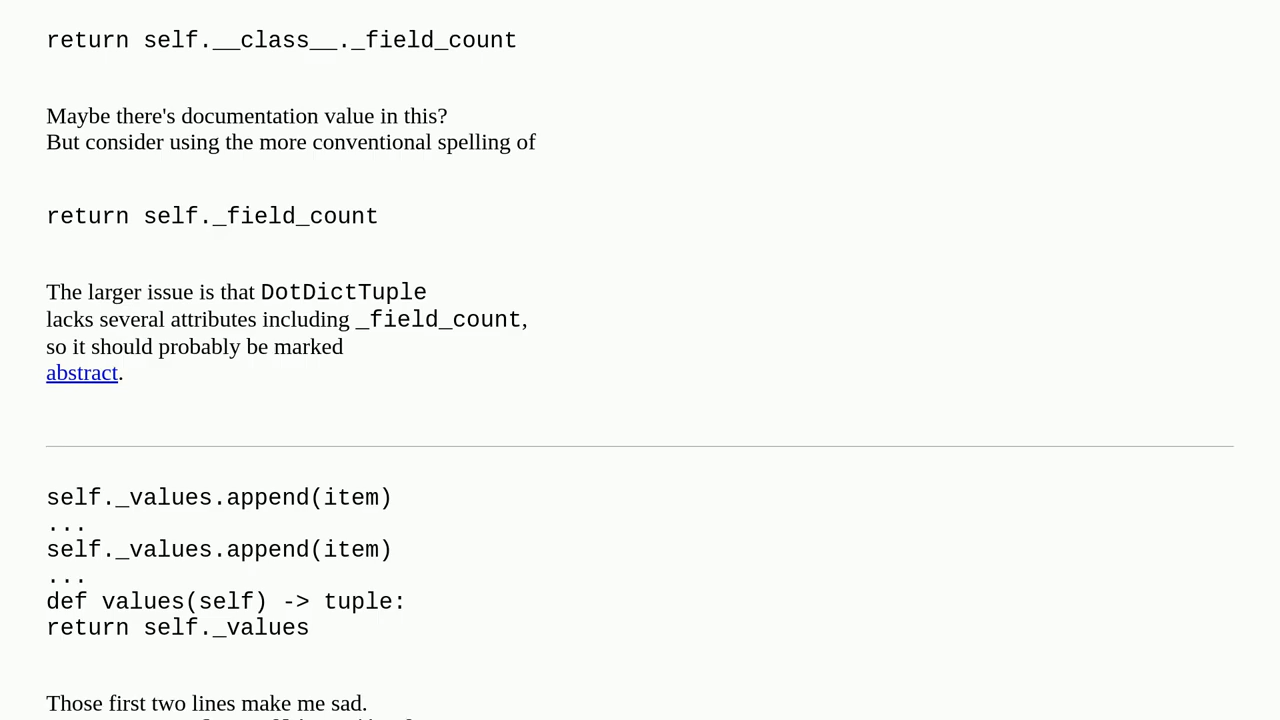 return self.__class__._field_count
Maybe there's documentation value in this?
But consider using the more conventional spelling of
return self._field_count
The larger issue is that DotDictTuple
lacks several attributes including _field_count,
so it should probably be marked
abstract.
self._values.append(item)
...
self._values.append(item)
...
def values(self) -> tuple:
return self._values
Those first two lines make me sad.